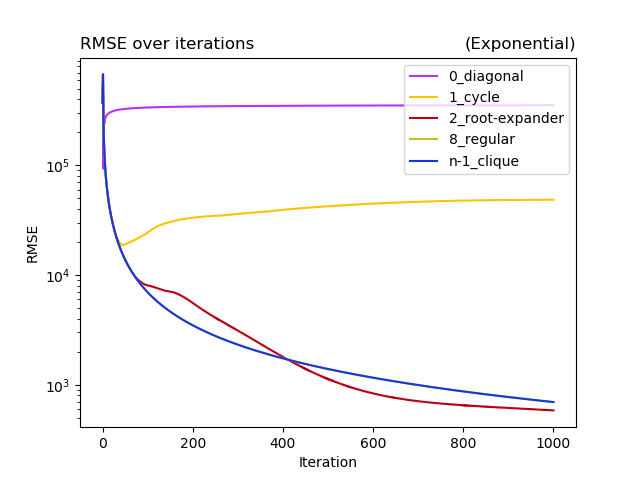 RMSE over iterations (Exponential)
0_diagonal
1_cycle
2_root-expander
8_regular
n-1_clique
10^5
10^4
10^3
RMSE
0 200 400 600 800 1000
Iteration